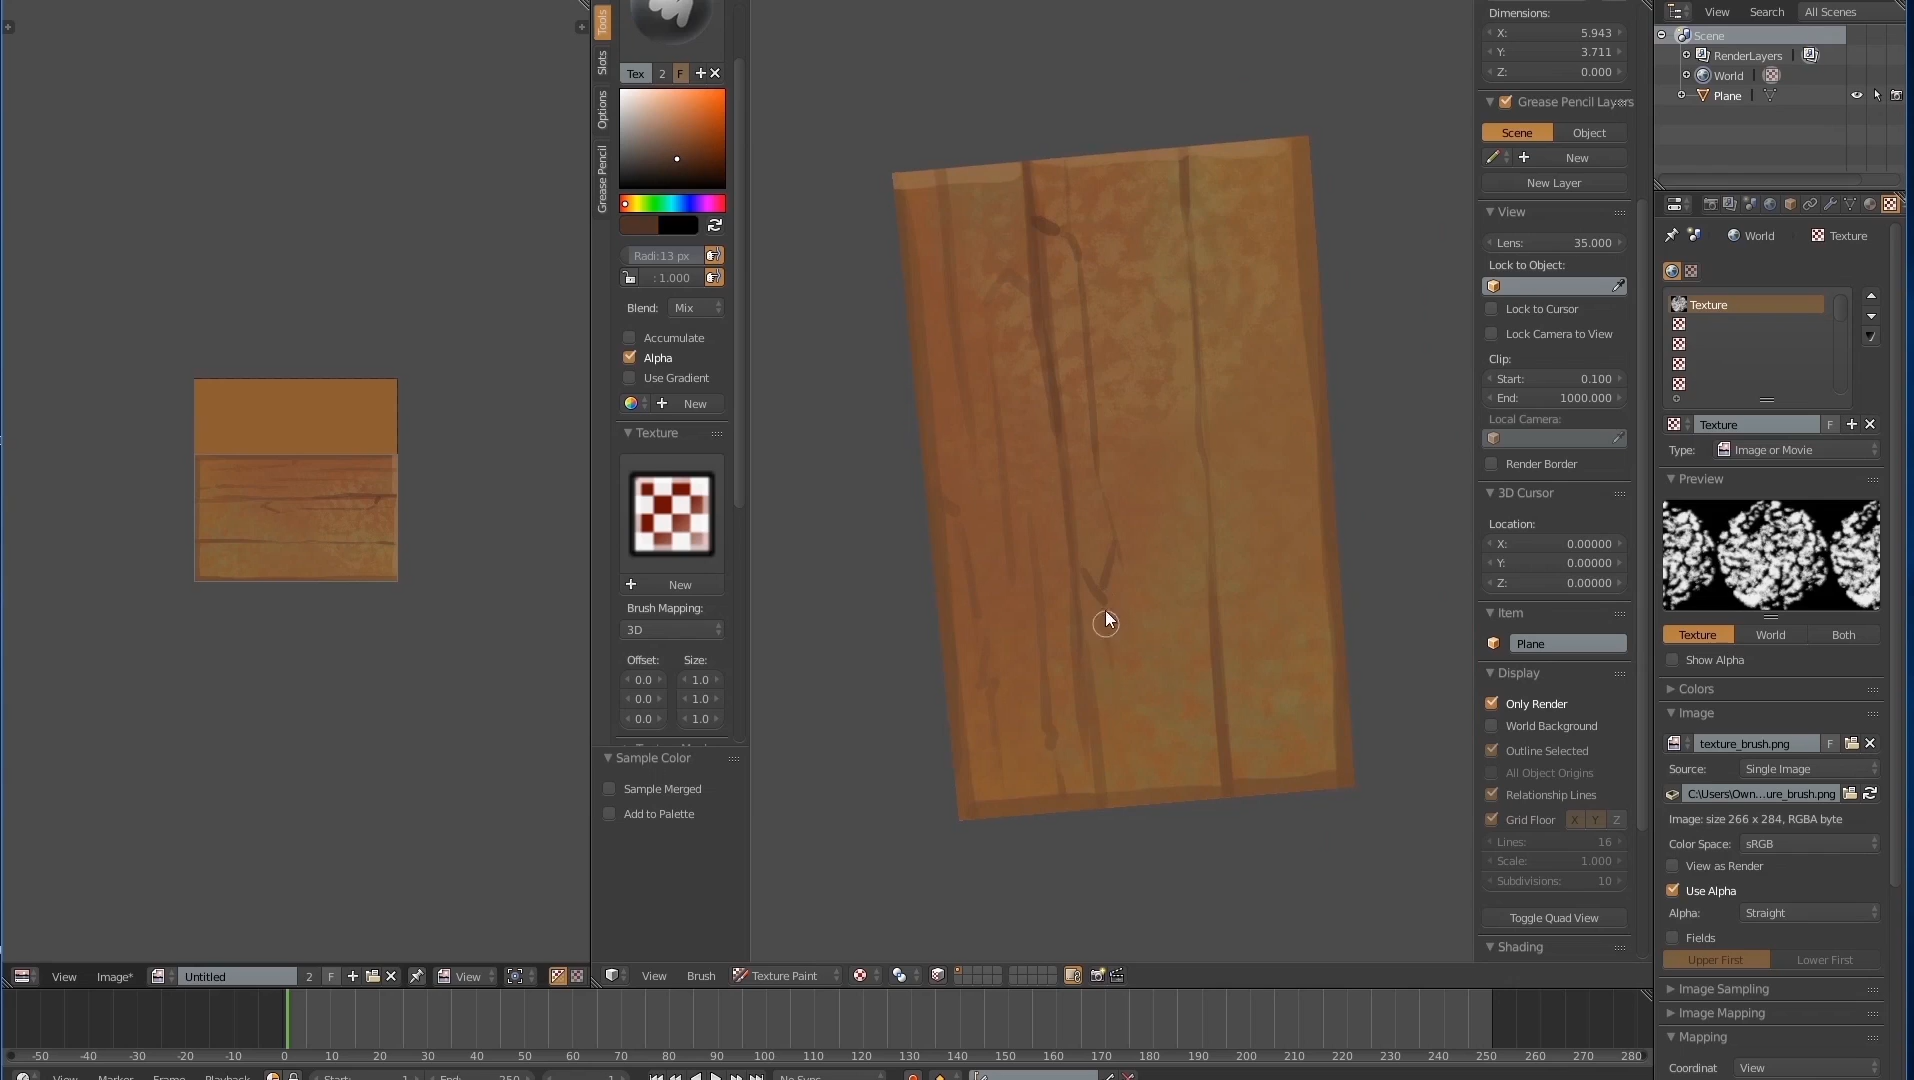 Tools
Slots
Options
Grease Pencil
Tex 2 F
Radi:13 px
: 1.000
Blend: Mix
Accumulate
Alpha
Use Gradient
New
Texture
New
Brush Mapping:
3D
Offset: Size:
0.0 1.0
0.0 1.0
0.0 1.0
Sample Color
Sample Merged
Add to Palette
Dimensions:
X: 5.943
Y: 3.711
Z: 0.000
Grease Pencil Layers
Scene Object
New
New Layer
View
Lens: 35.000
Lock to Object:
Lock to Cursor
Lock Camera to View
Clip:
Start: 0.100
End: 1000.000
Local Camera:
Render Border
3D Cursor
Location:
X: 0.00000
Y: 0.00000
Z: 0.00000
Item
Plane
Display
Only Render
World Background
Outline Selected
All Object Origins
Relationship Lines
Grid Floor X Y Z
Lines: 16
Scale: 1.000
Subdivisions: 10
Toggle Quad View
Shading
View Search All Scenes
Scene
RenderLayers
World
Plane
World Texture
Texture
Texture F
Type: Image or Movie
Preview
Texture World Both
Show Alpha
Colors
Image
texture_brush.png F
Source: Single Image
C:\Users\Own...ure_brush.png
Image: size 266 x 284, RGBA byte
Color Space: sRGB
View as Render
Use Alpha
Alpha: Straight
Fields
Upper First Lower First
Image Sampling
Image Mapping
Mapping
Coordinat View
View Image* Untitled 2 F View
View Brush Texture Paint
-50 -40 -30 -20 -10 0 10 20 30 40 50 60 70 80 90 100 110 120 130 140 150 160 170 180 190 200 210 220 230 240 250 260 270 280
View Marker Frame Playback Start: 1 End: 250 1 No Sync